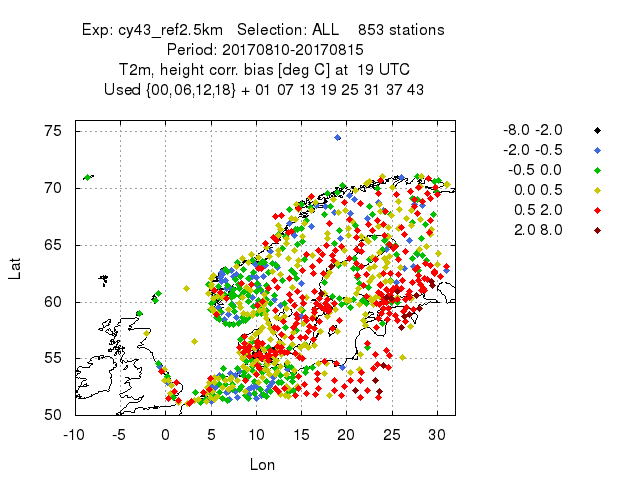 Exp: cy43_ref2.5km   Selection: ALL    853 stations
Period: 20170810-20170815
T2m, height corr. bias [deg C] at  19 UTC
Used {00,06,12,18} + 01 07 13 19 25 31 37 43
75
70
65
60
55
50
-10 -5 0 5 10 15 20 25 30
Lat
Lon
-8.0 -2.0
-2.0 -0.5
-0.5 0.0
0.0 0.5
0.5 2.0
2.0 8.0